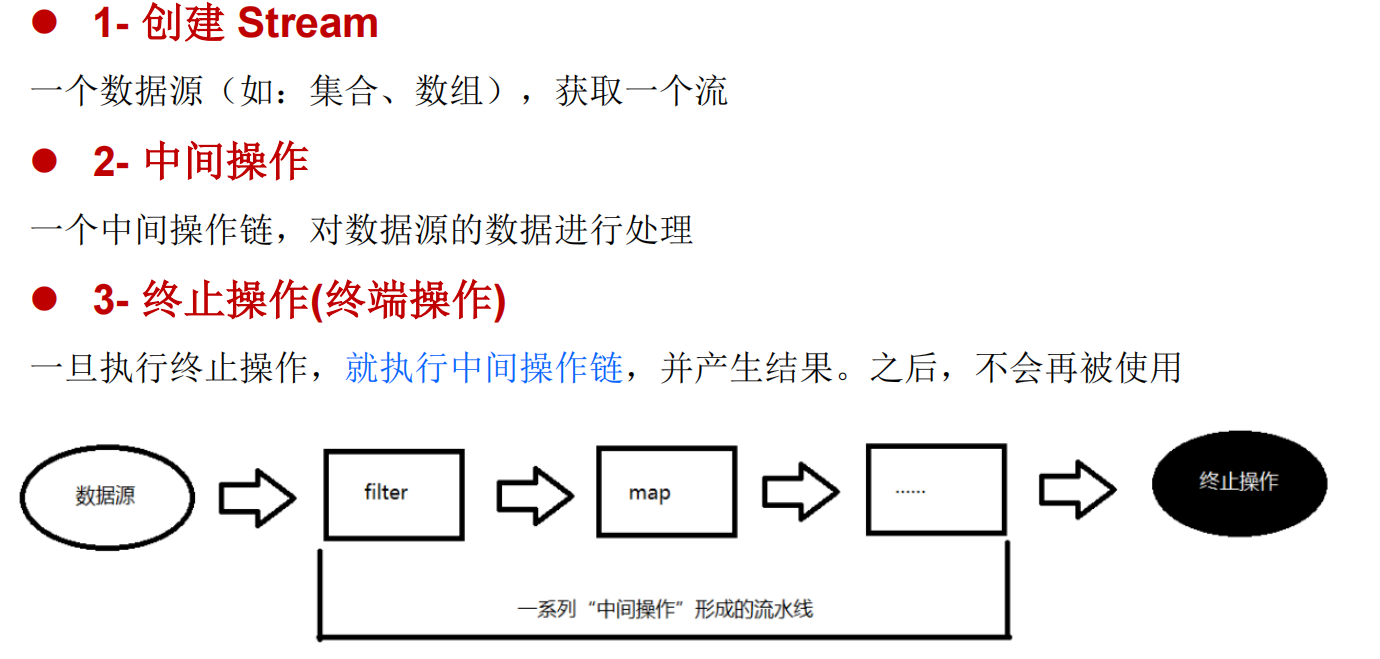 ● 1- 创建 Stream
一个数据源（如：集合、数组），获取一个流
● 2- 中间操作
一个中间操作链，对数据源的数据进行处理
● 3- 终止操作(终端操作)
一旦执行终止操作，就执行中间操作链，并产生结果。之后，不会再被使用
数据源
filter
map
......
终止操作
一系列“中间操作”形成的流水线